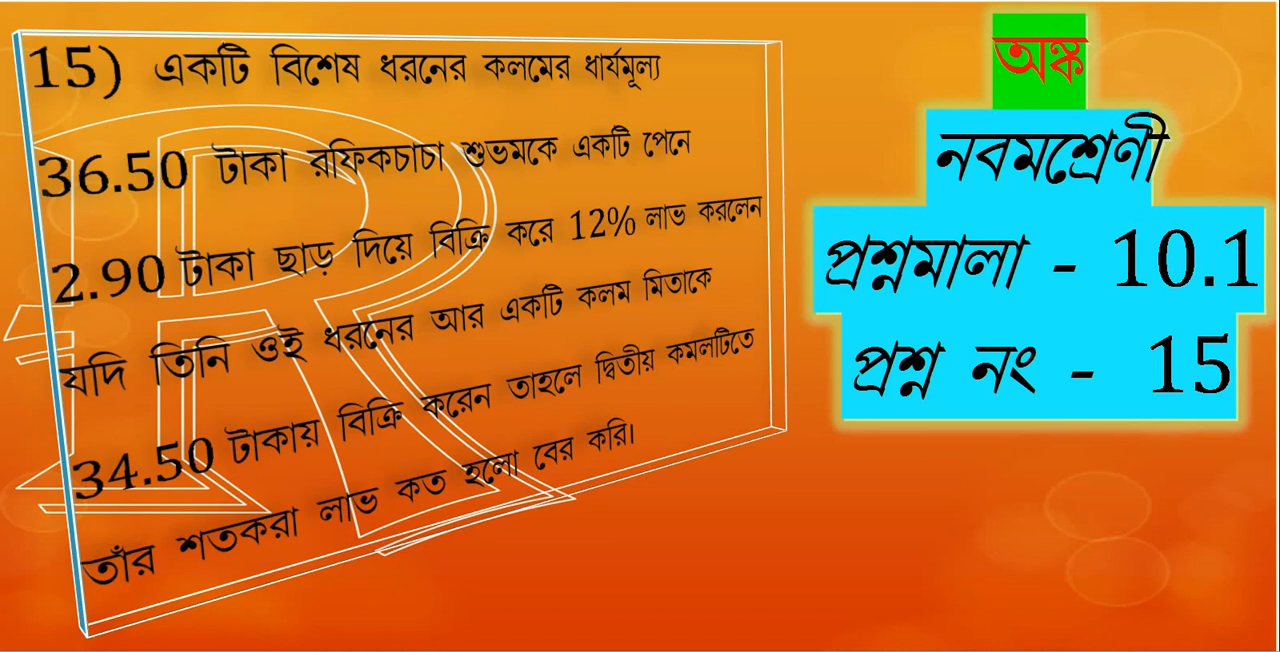 15) একটি বিশেষ ধরনের কলমের ধার্যমূল্য
36.50 টাকা রফিকচাচা শুভমকে একটি পেনে
2.90 টাকা ছাড় দিয়ে বিক্রি করে 12% লাভ করলেন
যদি তিনি ওই ধরনের আর একটি কলম মিতাকে
34.50 টাকায় বিক্রি করেন তাহলে দ্বিতীয় কমলটিতে
তাঁর শতকরা লাভ কত হলো বের করি।
অঙ্ক
নবমশ্রেণী
প্রশ্নমালা - 10.1
প্রশ্ন নং - 15